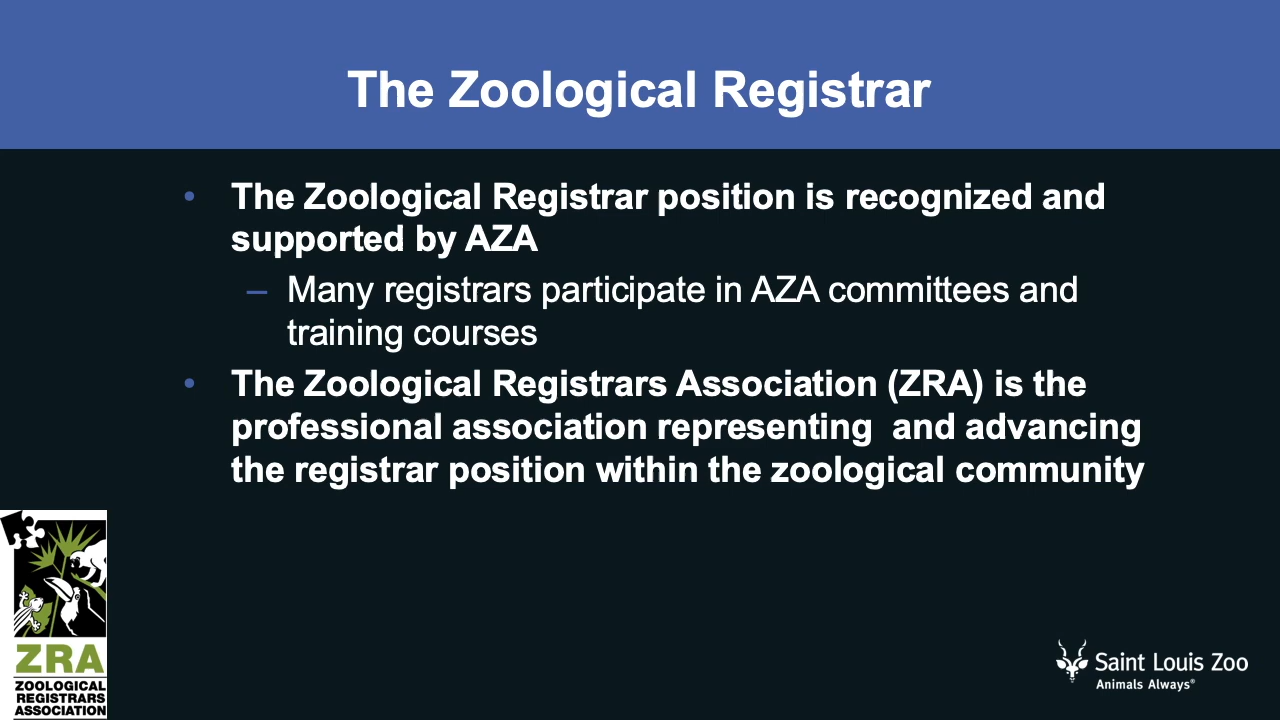 The Zoological Registrar
• The Zoological Registrar position is recognized and
supported by AZA
– Many registrars participate in AZA committees and
training courses
• The Zoological Registrars Association (ZRA) is the
professional association representing  and advancing
the registrar position within the zoological community
ZRA
ZOOLOGICAL
REGISTRARS
ASSOCIATION
Saint Louis Zoo
Animals Always®